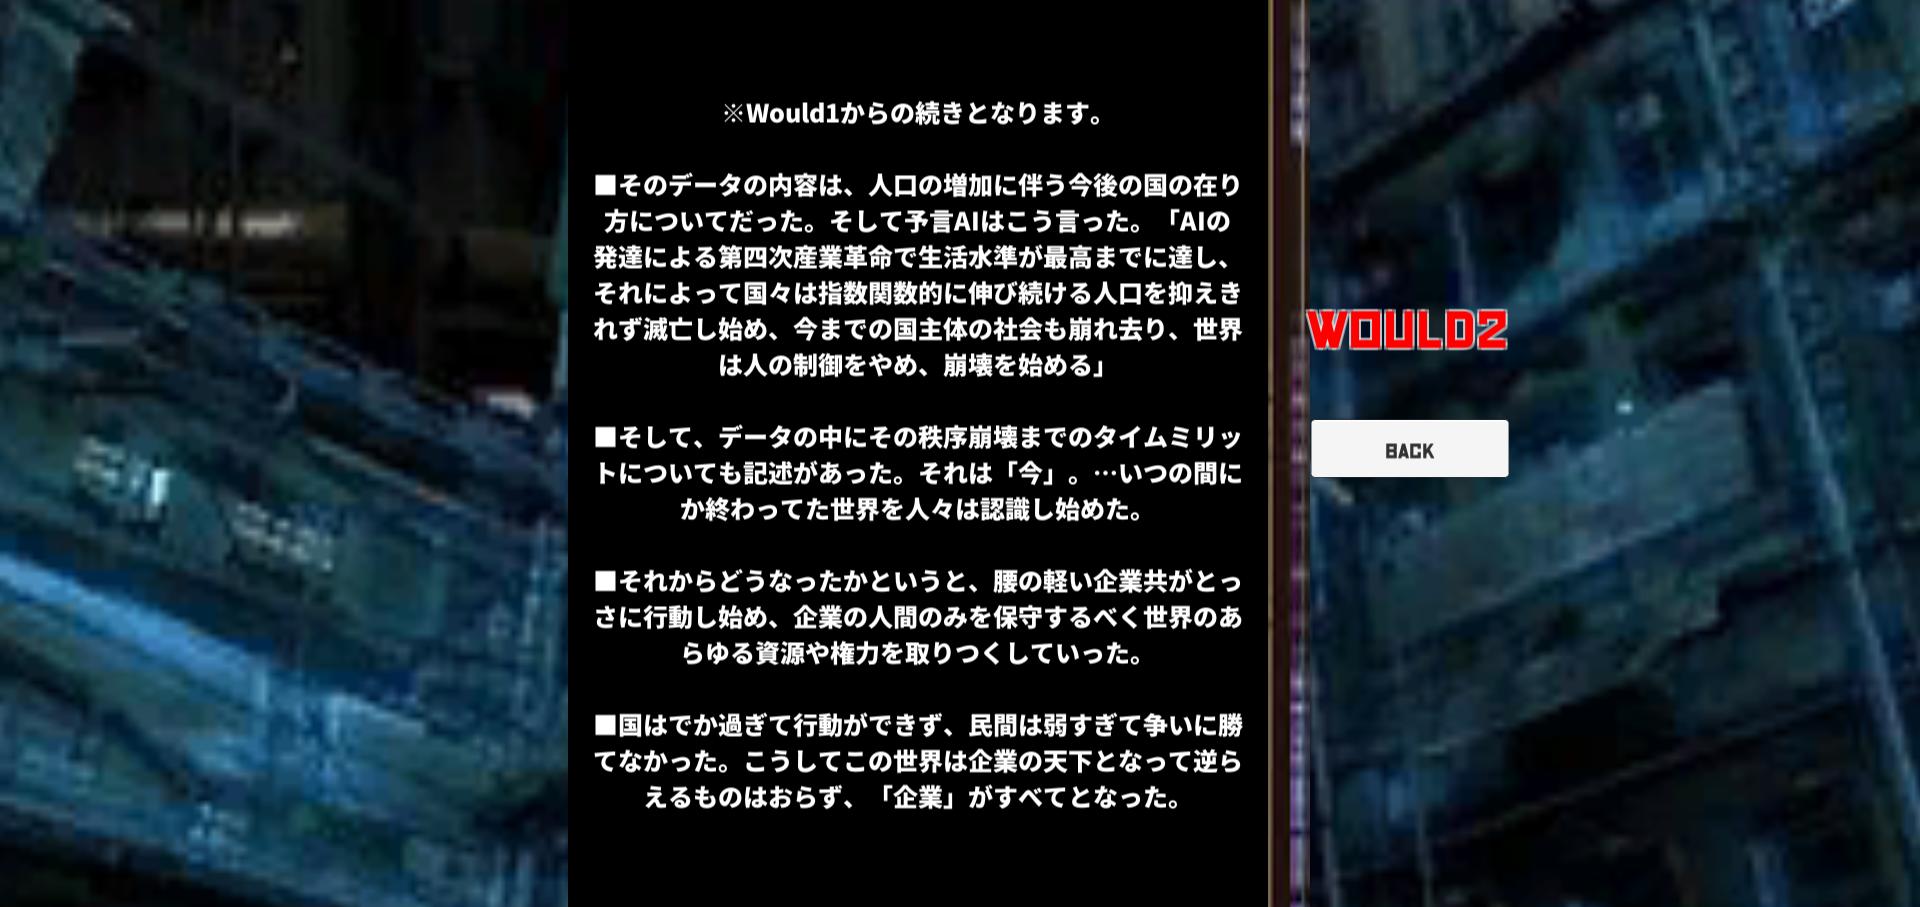 ※Would1からの続きとなります。
■そのデータの内容は、人口の増加に伴う今後の国の在り
方についてだった。そして予言AIはこう言った。「AIの
発達による第四次産業革命で生活水準が最高までに達し、
それによって国々は指数関数的に伸び続ける人口を抑えき
れず滅亡し始め、今までの国主体の社会も崩れ去り、世界
は人の制御をやめ、崩壊を始める」
■そして、データの中にその秩序崩壊までのタイムミリッ
トについても記述があった。それは「今」。…いつの間に
か終わってた世界を人々は認識し始めた。
■それからどうなったかというと、腰の軽い企業共がとっ
さに行動し始め、企業の人間のみを保守するべく世界のあ
らゆる資源や権力を取りつくしていった。
■国はでか過ぎて行動ができず、民間は弱すぎて争いに勝
てなかった。こうしてこの世界は企業の天下となって逆ら
えるものはおらず、「企業」がすべてとなった。
WOULD2
BACK